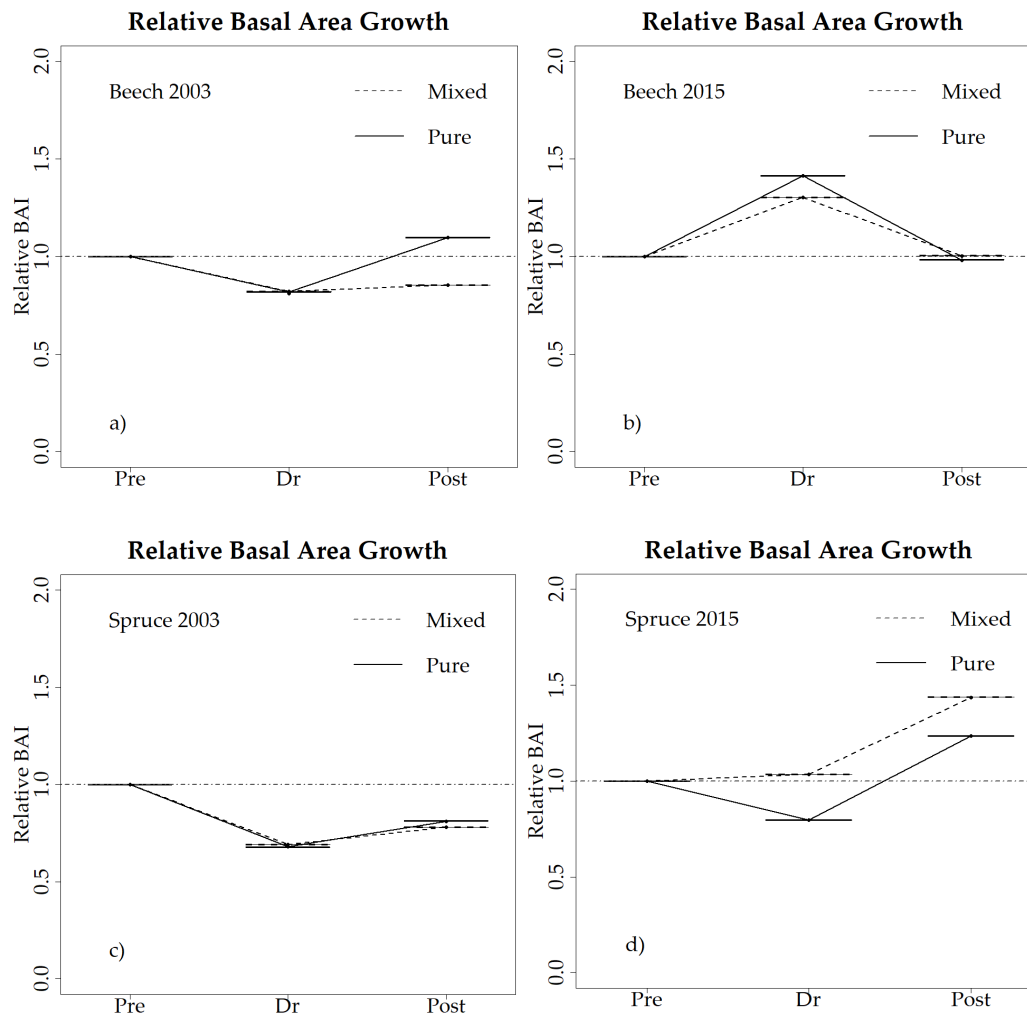 Relative Basal Area Growth
Beech 2003
Mixed
Pure
Relative BAI
2.0
1.5
1.0
0.5
0.0
a)
Pre
Dr
Post
Relative Basal Area Growth
Beech 2015
Mixed
Pure
Relative BAI
2.0
1.5
1.0
0.5
0.0
b)
Pre
Dr
Post
Relative Basal Area Growth
Spruce 2003
Mixed
Pure
Relative BAI
2.0
1.5
1.0
0.5
0.0
c)
Pre
Dr
Post
Relative Basal Area Growth
Spruce 2015
Mixed
Pure
Relative BAI
2.0
1.5
1.0
0.5
0.0
d)
Pre
Dr
Post